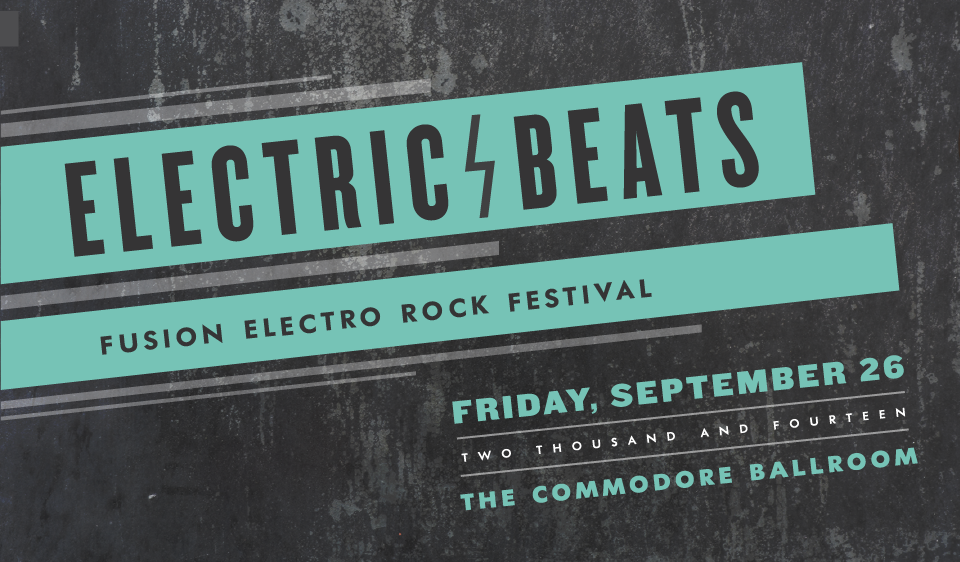 ELECTRIC BEATS
FUSION ELECTRO ROCK FESTIVAL
FRIDAY, SEPTEMBER 26
TWO THOUSAND AND FOURTEEN
THE COMMODORE BALLROOM